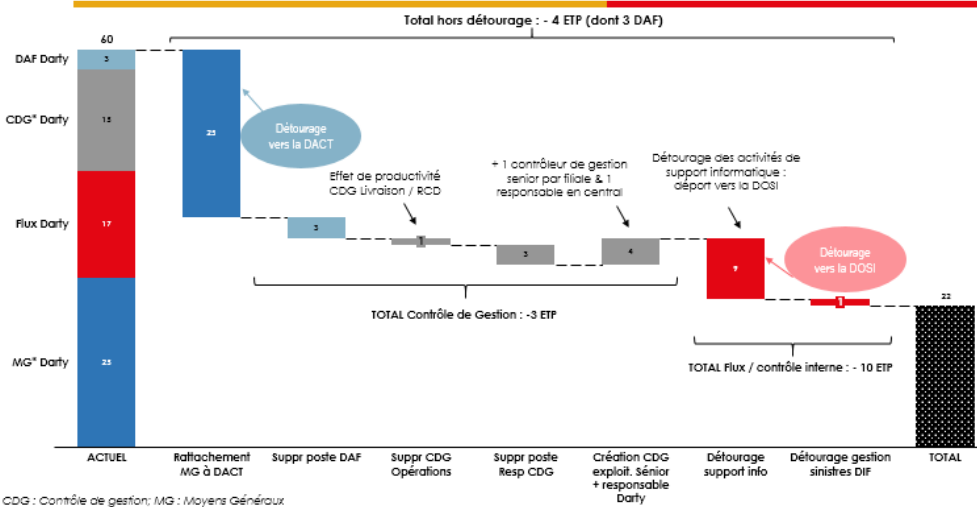 Total hors détourage : - 4 ETP (dont 3 DAF)
60
DAF Darty
3
CDG* Darty
15
Flux Darty
17
MG* Darty
25
25
Détourage
vers la DACT
3
Effet de productivité
CDG Livraison / RCD
1
3
+ 1 contrôleur de gestion
senior par filiale & 1
responsable en central
4
Détourage des activités de
support informatique :
départ vers la DOSI
9
Détourage
vers la DOSI
1
22
TOTAL Contrôle de Gestion : -3 ETP
TOTAL Flux / contrôle interne : - 10 ETP
ACTUEL
Rattachement
MG à DACT
Suppr poste DAF
Suppr CDG
Opérations
Suppr poste
Resp CDG
Création CDG
exploit. Sénior
+ responsable
Darty
Détourage
support info
Détourage gestion
sinistres DIF
TOTAL
CDG : Contrôle de gestion; MG : Moyens Généraux